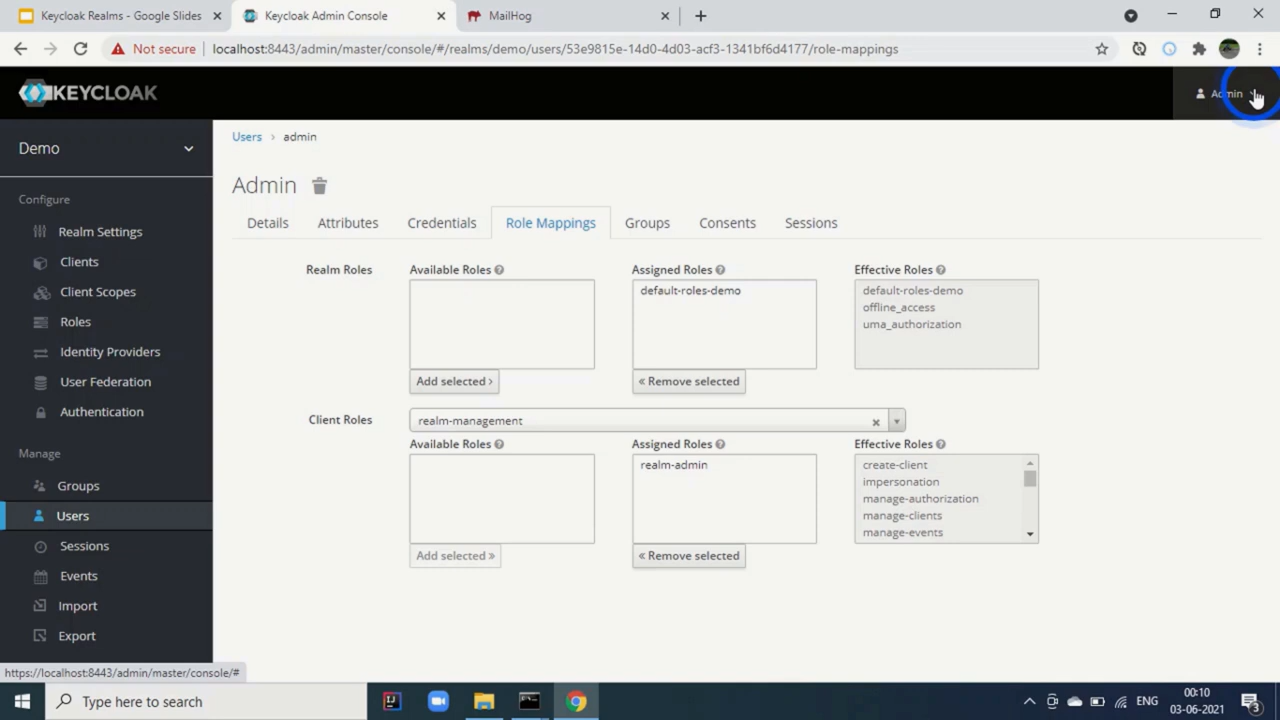 Keycloak Realms - Google Slides
Keycloak Admin Console
MailHog
Not secure
localhost:8443/admin/master/console/#/realms/demo/users/53e9815e-14d0-4d03-acf3-1341bf6d4177/role-mappings
KEYCLOAK
Admin
Demo
Configure
Realm Settings
Clients
Client Scopes
Roles
Identity Providers
User Federation
Authentication
Manage
Groups
Users
Sessions
Events
Import
Export
Users > admin
Admin
Details Attributes Credentials Role Mappings Groups Consents Sessions
Realm Roles
Available Roles
Add selected ›
Assigned Roles
default-roles-demo
« Remove selected
Effective Roles
default-roles-demo
offline_access
uma_authorization
Client Roles
realm-management
Available Roles
Add selected »
Assigned Roles
realm-admin
« Remove selected
Effective Roles
create-client
impersonation
manage-authorization
manage-clients
manage-events
https://localhost:8443/admin/master/console/#
Type here to search
ENG
00:10
03-06-2021
3